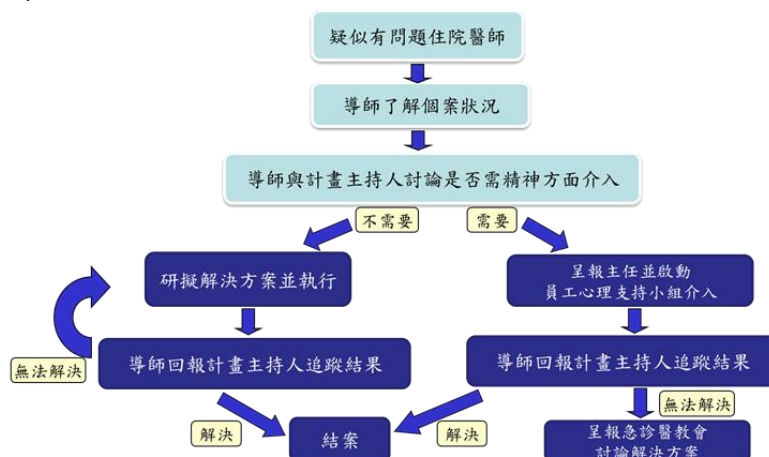 疑似有問題住院醫師
導師了解個案狀況
導師與計畫主持人討論是否需精神方面介入
不需要
需要
研擬解決方案並執行
呈報主任並啟動
員工心理支持小組介入
導師回報計畫主持人追蹤結果
導師回報計畫主持人追蹤結果
無法解決
無法解決
解決
結案
解決
呈報急診醫教會
討論解決方案